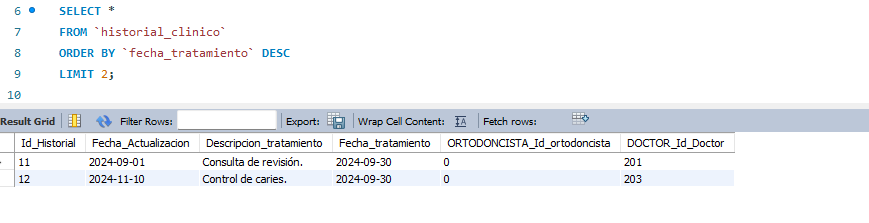 6 SELECT *
7 FROM `historial_clinico`
8 ORDER BY `fecha_tratamiento` DESC
9 LIMIT 2;
10
Result Grid Filter Rows: Export: Wrap Cell Content: IA Fetch rows:
Id_Historial Fecha_Actualizacion Descripcion_tratamiento Fecha_tratamiento ORTODONCISTA_Id_ortodoncista DOCTOR_Id_Doctor
11 2024-09-01 Consulta de revisión. 2024-09-30 0 201
12 2024-11-10 Control de caries. 2024-09-30 0 203